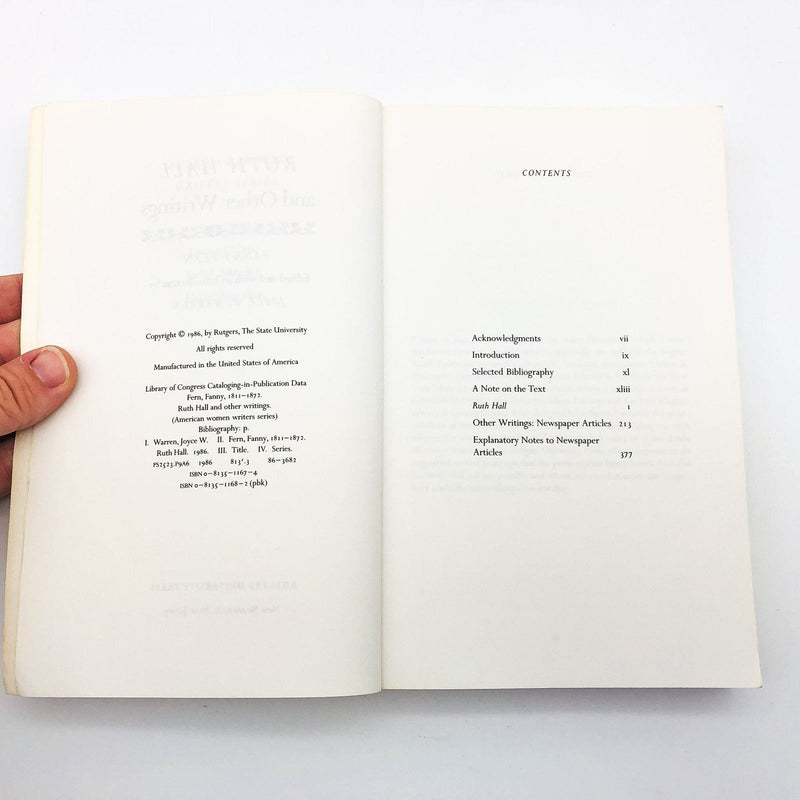 Copyright © 1986, by Rutgers, The State University
All rights reserved
Manufactured in the United States of America
Library of Congress Cataloging-in-Publication Data
Fern, Fanny, 1811–1872.
Ruth Hall and other writings.
(American women writers series)
Bibliography: p.
I. Warren, Joyce W. II. Fern, Fanny, 1811–1872.
Ruth Hall. 1986. III. Title. IV. Series.
PS2523.P9A6 1986 813'.3 86–3682
ISBN 0–8135–1167–4
ISBN 0–8135–1168–2 (pbk)
CONTENTS
Acknowledgments vii
Introduction ix
Selected Bibliography xl
A Note on the Text xliii
Ruth Hall 1
Other Writings: Newspaper Articles 213
Explanatory Notes to Newspaper
Articles 377